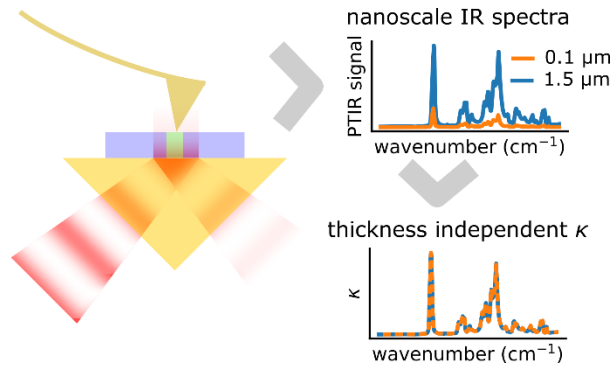 nanoscale IR spectra
PTIR signal
0.1 μm
1.5 μm
wavenumber (cm⁻¹)
thickness independent κ
κ
wavenumber (cm⁻¹)